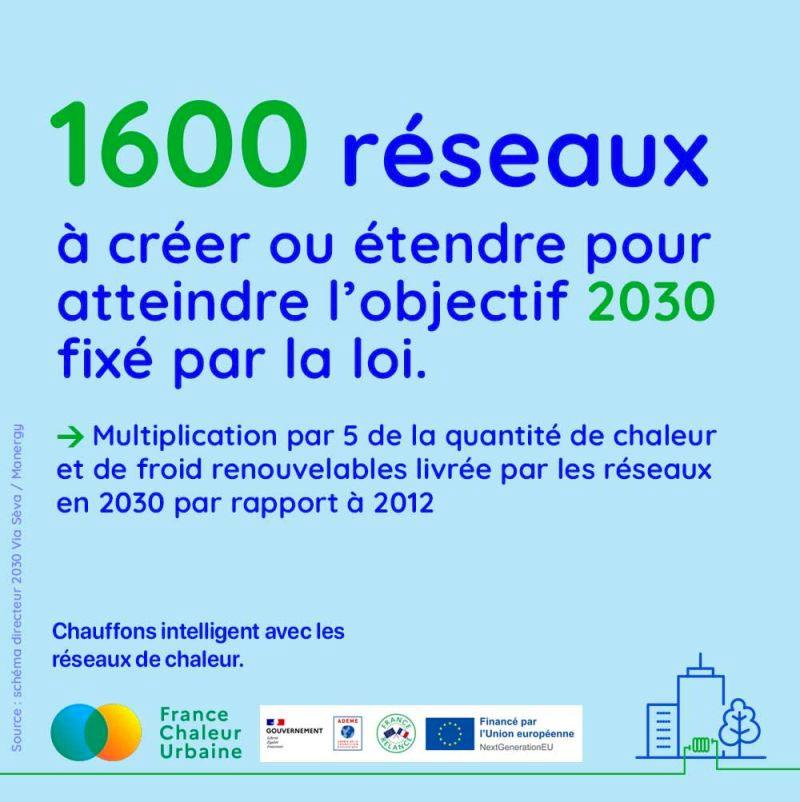 1600 réseaux
à créer ou étendre pour
atteindre l'objectif 2030
fixé par la loi.
→ Multiplication par 5 de la quantité de chaleur
et de froid renouvelables livrée par les réseaux
en 2030 par rapport à 2012
Source : schéma directeur 2030 Via Sèva / Manergy
Chauffons intelligent avec les
réseaux de chaleur.
France
Chaleur
Urbaine
GOUVERNEMENT
Liberté
Égalité
Fraternité
ADEME
FRANCE
RELANCE
Financé par
l'Union européenne
NextGenerationEU